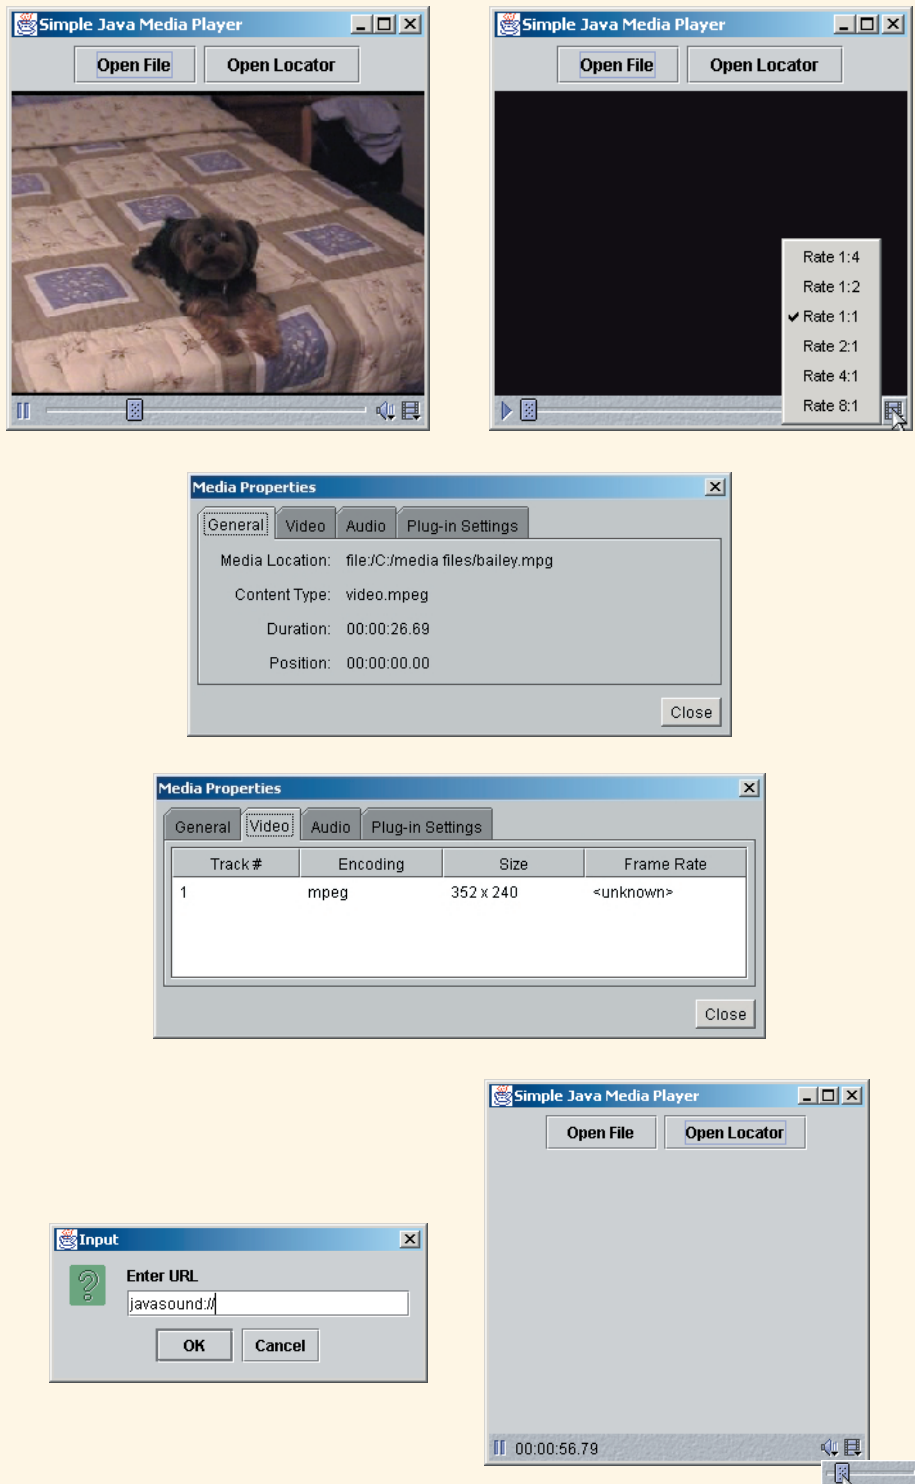 Simple Java Media Player
Open File
Open Locator
Simple Java Media Player
Open File
Open Locator
Rate 1:4
Rate 1:2
Rate 1:1
Rate 2:1
Rate 4:1
Rate 8:1
Media Properties
General Video Audio Plug-in Settings
Media Location: file:/C:/media files/bailey.mpg
Content Type: video.mpeg
Duration: 00:00:26.69
Position: 00:00:00.00
Close
Media Properties
General Video Audio Plug-in Settings
Track # Encoding Size Frame Rate
1 mpeg 352 x 240 <unknown>
Close
Input
Enter URL
javasound://
OK Cancel
Simple Java Media Player
Open File
Open Locator
00:00:56.79